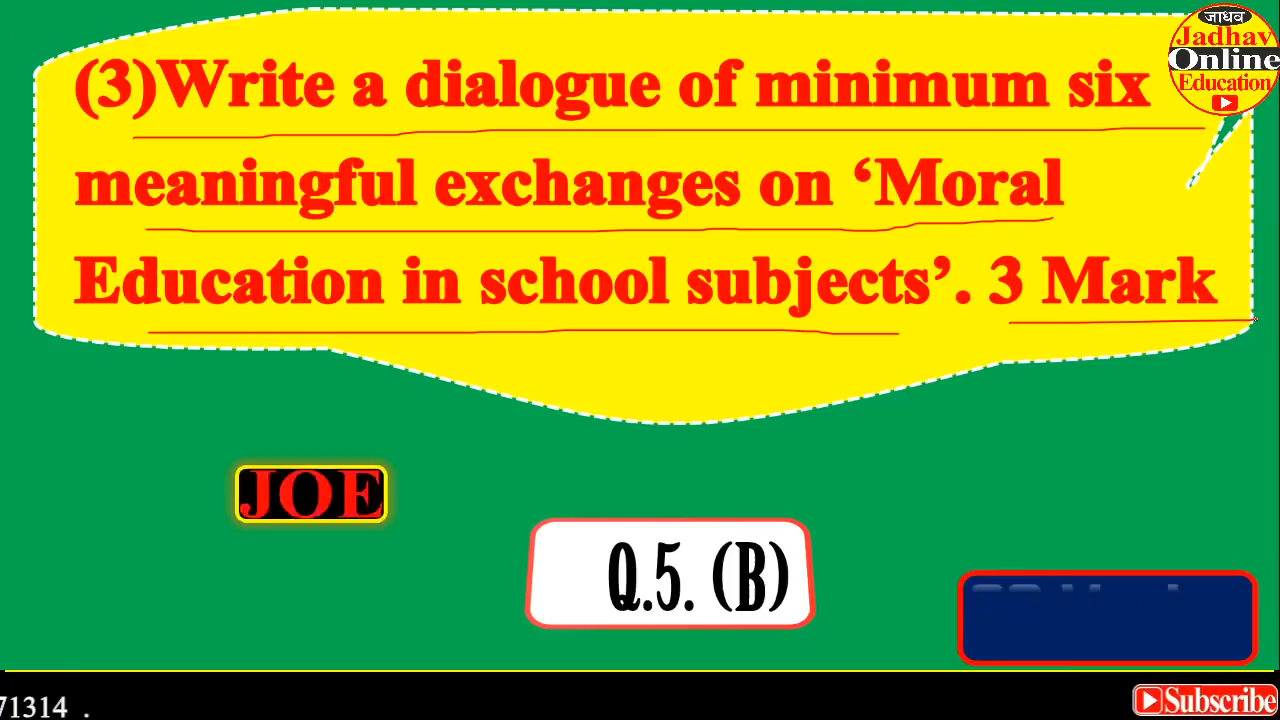 जाधव
Jadhav
Online
Education
(3)Write a dialogue of minimum six
meaningful exchanges on ‘Moral
Education in school subjects’. 3 Mark
JOE
Q.5. (B)
71314 .
Subscribe